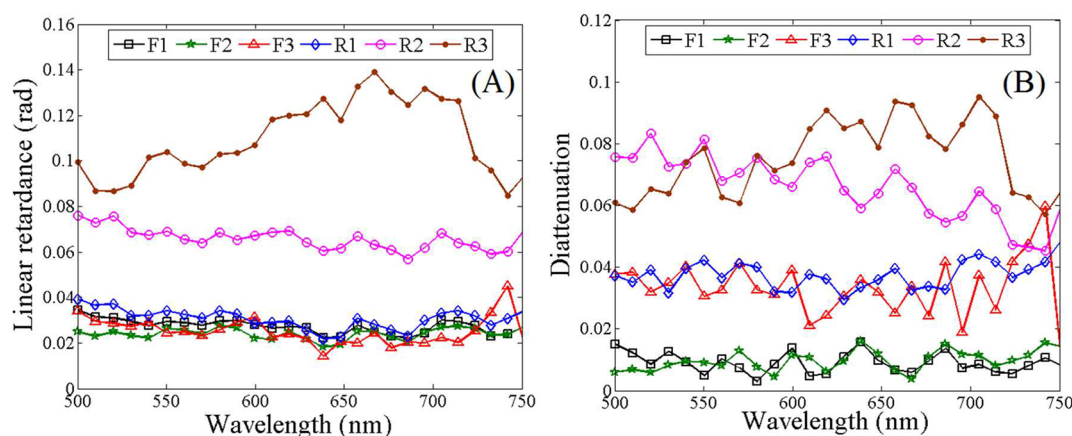 0.16
0.14
0.12
0.1
0.08
0.06
0.04
0.02
0
Linear retardance (rad)
F1 F2 F3 R1 R2 R3
(A)
500 550 600 650 700 750
Wavelength (nm)
0.12
0.1
0.08
0.06
0.04
0.02
0
Diattenuation
F1 F2 F3 R1 R2 R3
(B)
500 550 600 650 700 750
Wavelength (nm)